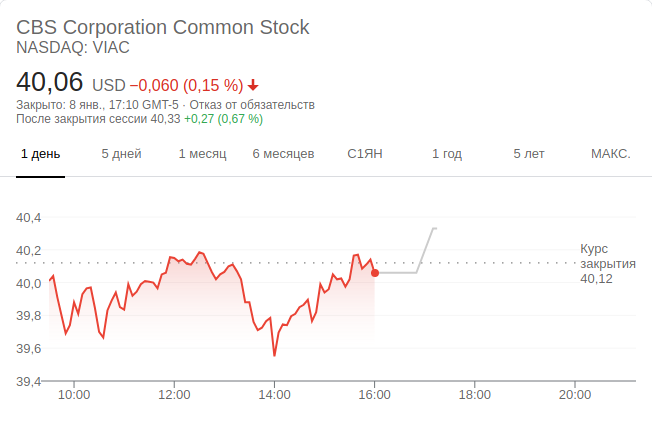 CBS Corporation Common Stock
NASDAQ: VIAC
40,06 USD −0,060 (0,15 %)
Закрыто: 8 янв., 17:10 GMT-5 · Отказ от обязательств
После закрытия сессии 40,33 +0,27 (0,67 %)
1 день 5 дней 1 месяц 6 месяцев С1ЯН 1 год 5 лет МАКС.
40,4
40,2
40,0
39,8
39,6
39,4
Курс
закрытия
40,12
10:00 12:00 14:00 16:00 18:00 20:00